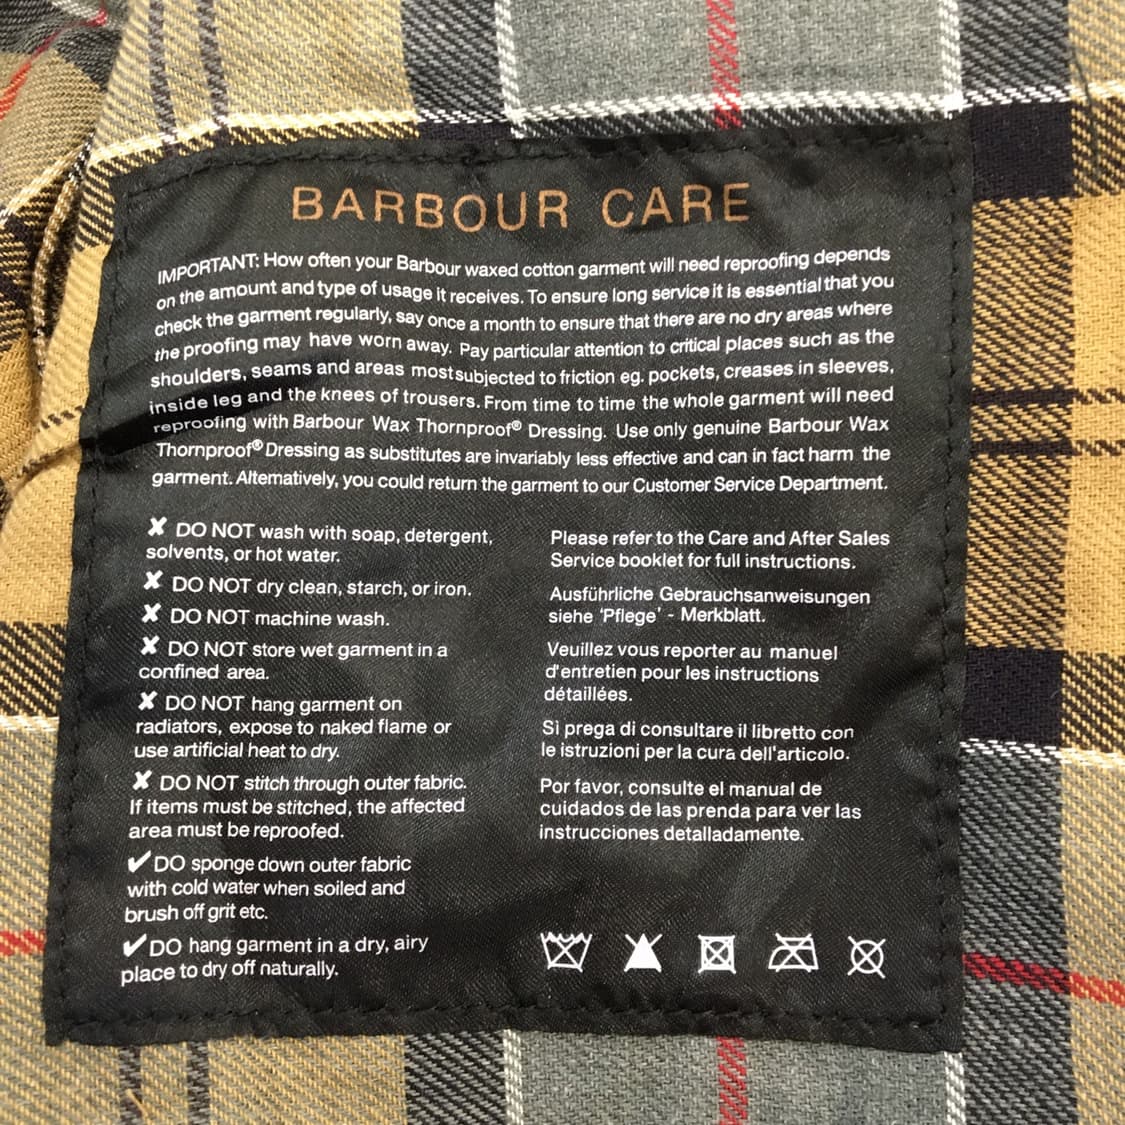 BARBOUR CARE
IMPORTANT: How often your Barbour waxed cotton garment will need reproofing depends
on the amount and type of usage it receives. To ensure long service it is essential that you
check the garment regularly, say once a month to ensure that there are no dry areas where
the proofing may have worn away. Pay particular attention to critical places such as the
shoulders, seams and areas most subjected to friction eg. pockets, creases in sleeves,
inside leg and the knees of trousers. From time to time the whole garment will need
reproofing with Barbour Wax Thornproof® Dressing. Use only genuine Barbour Wax
Thornproof® Dressing as substitutes are invariably less effective and can in fact harm the
garment. Alternatively, you could return the garment to our Customer Service Department.
✘ DO NOT wash with soap, detergent,
solvents, or hot water.
✘ DO NOT dry clean, starch, or iron.
✘ DO NOT machine wash.
✘ DO NOT store wet garment in a
confined area.
✘ DO NOT hang garment on
radiators, expose to naked flame or
use artificial heat to dry.
✘ DO NOT stitch through outer fabric.
If items must be stitched, the affected
area must be reproofed.
✔ DO sponge down outer fabric
with cold water when soiled and
brush off grit etc.
✔ DO hang garment in a dry, airy
place to dry off naturally.
Please refer to the Care and After Sales
Service booklet for full instructions.
Ausführliche Gebrauchsanweisungen
siehe 'Pflege' - Merkblatt.
Veuillez vous reporter au manuel
d'entretien pour les instructions
détaillées.
Si prega di consultare il libretto con
le istruzioni per la cura dell'articolo.
Por favor, consulte el manual de
cuidados de las prenda para ver las
instrucciones detalladamente.